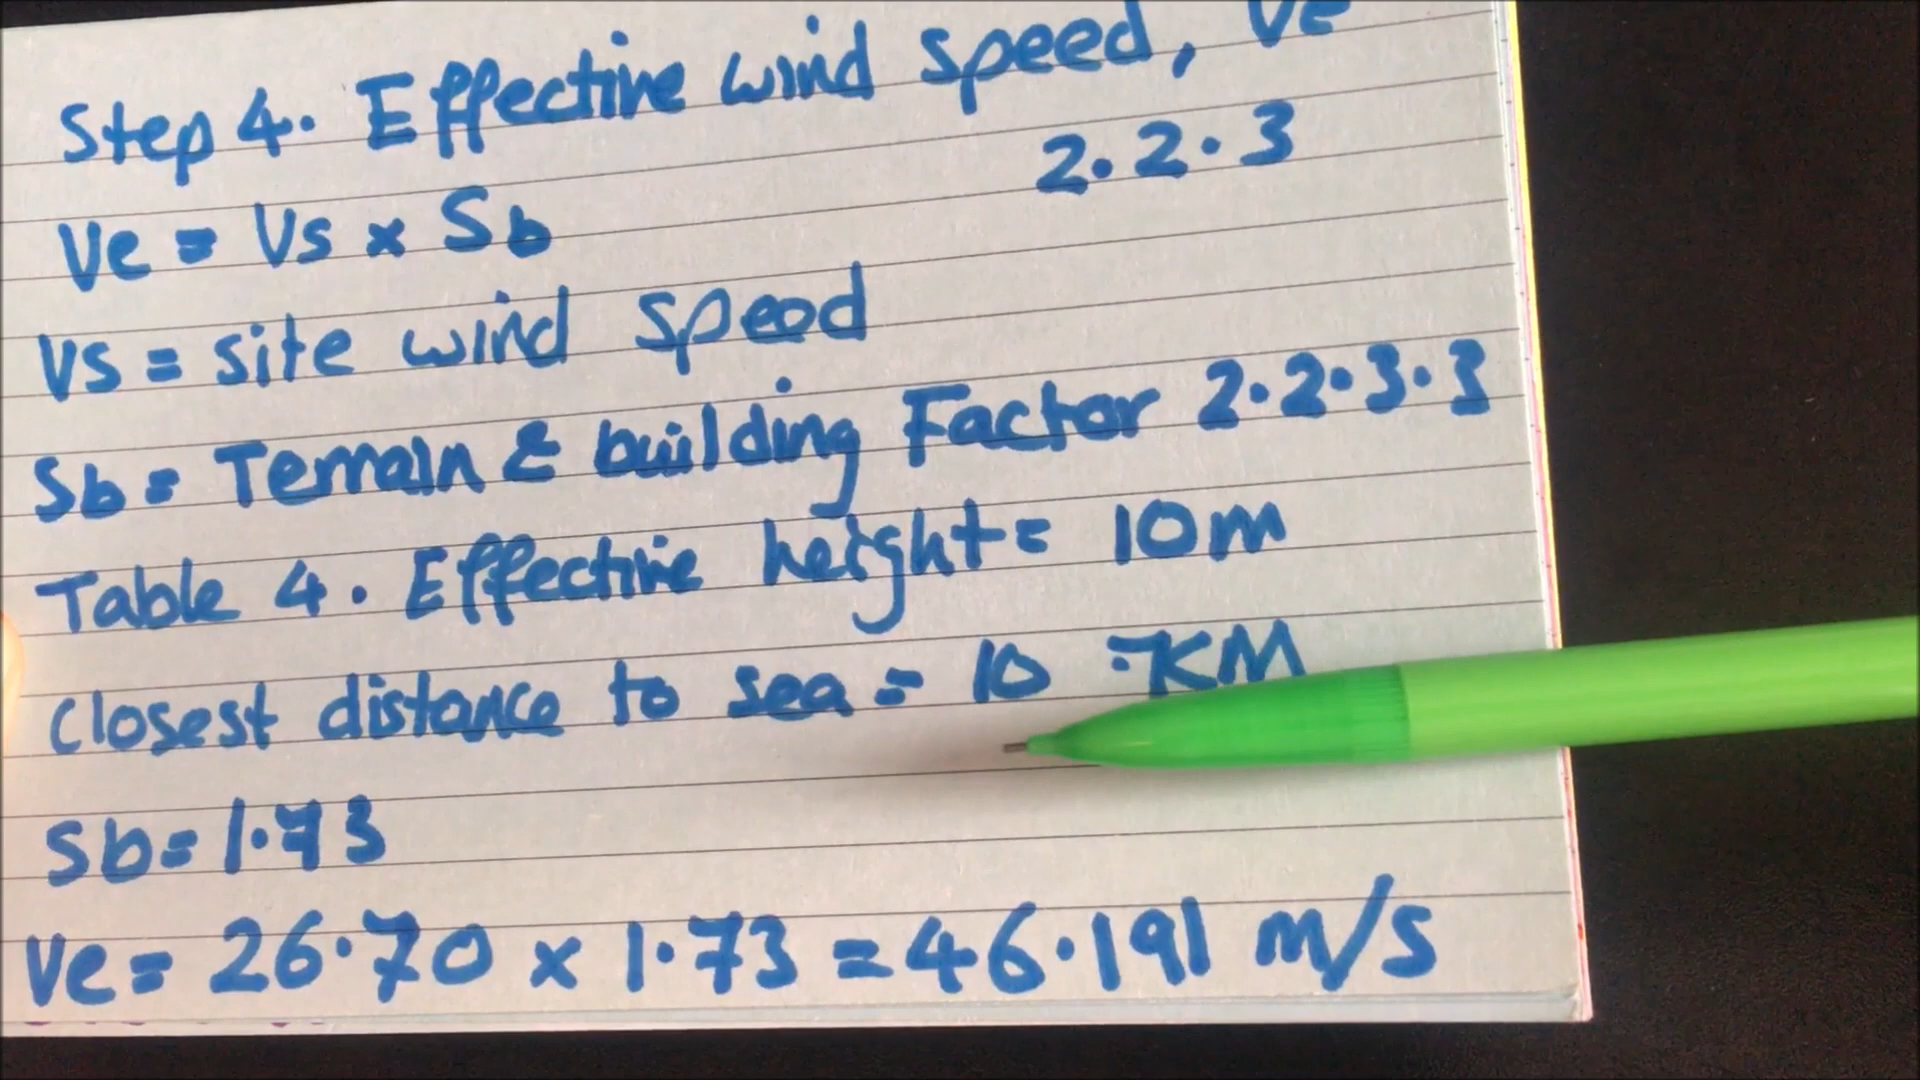 Step 4. Effective wind speed, Ve
2.2.3
Ve = Vs x Sb
Vs = site wind speed
Sb = Terrain & building Factor 2.2.3.3
Table 4. Effective height = 10m
Closest distance to sea = 10 KM
Sb = 1.73
Ve = 26.70 x 1.73 = 46.191 m/s